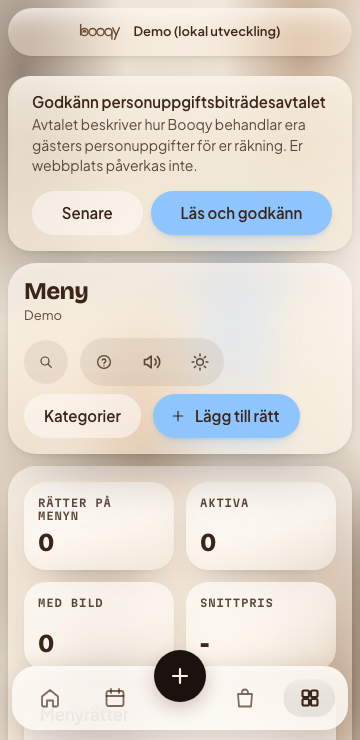 booqy Demo (lokal utveckling)
Godkänn personuppgiftsbiträdesavtalet
Avtalet beskriver hur Booqy behandlar era
gästers personuppgifter för er räkning. Er
webbplats påverkas inte.
Senare Läs och godkänn
Meny
Demo
Kategorier + Lägg till rätt
RÄTTER PÅ
MENYN
0
AKTIVA
0
MED BILD
0
SNITTPRIS
-
Menyrätter